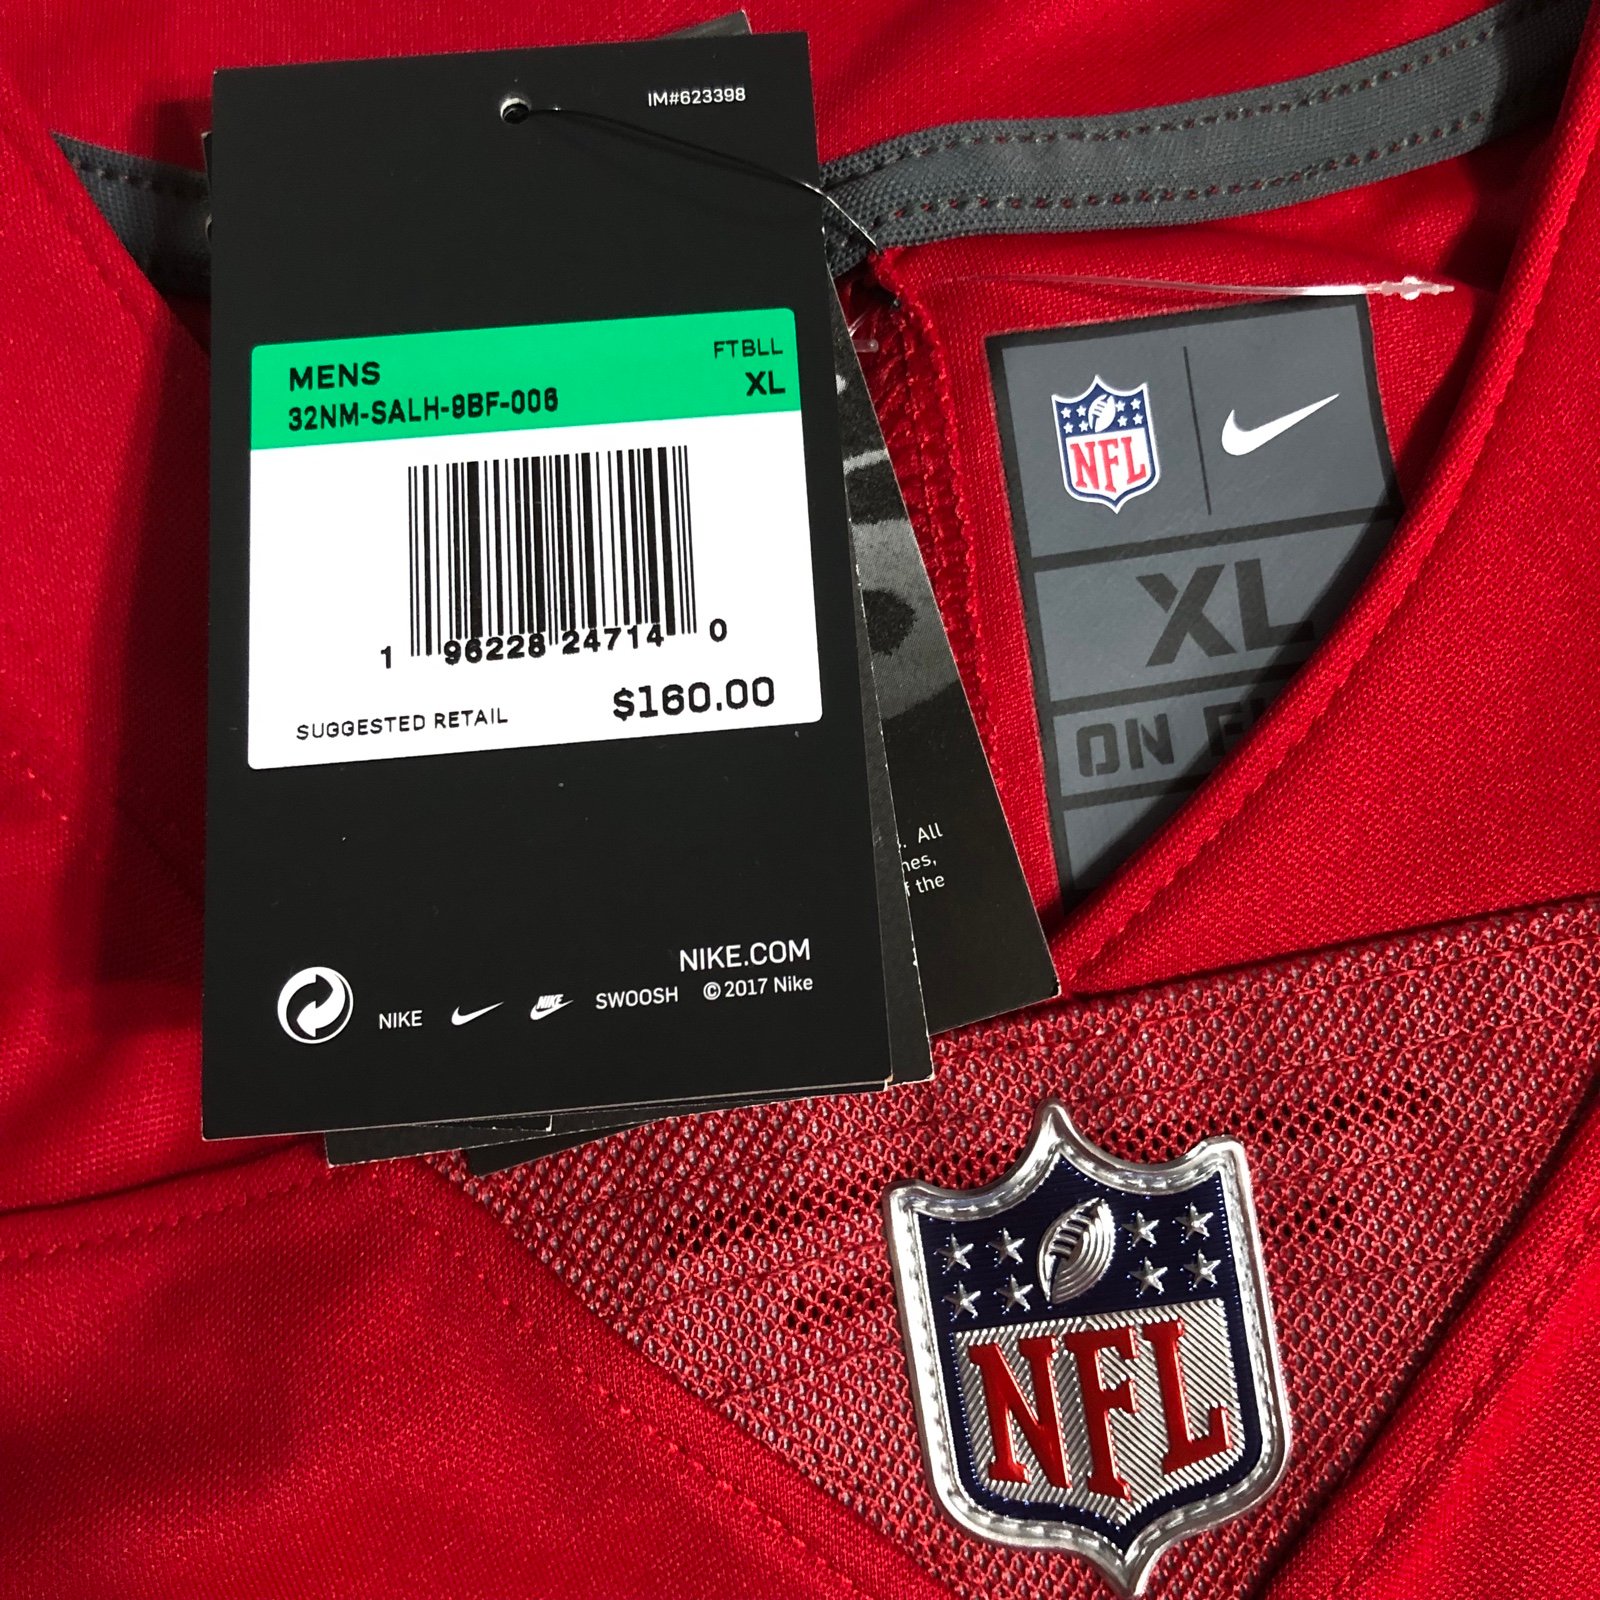 IM#623398
MENS
FTBLL
32NM-SALH-9BF-006
XL
1 96228 24714 0
SUGGESTED RETAIL
$160.00
NIKE.COM
NIKE NIKE SWOOSH © 2017 Nike
All
the
NFL
XL
ON
NFL